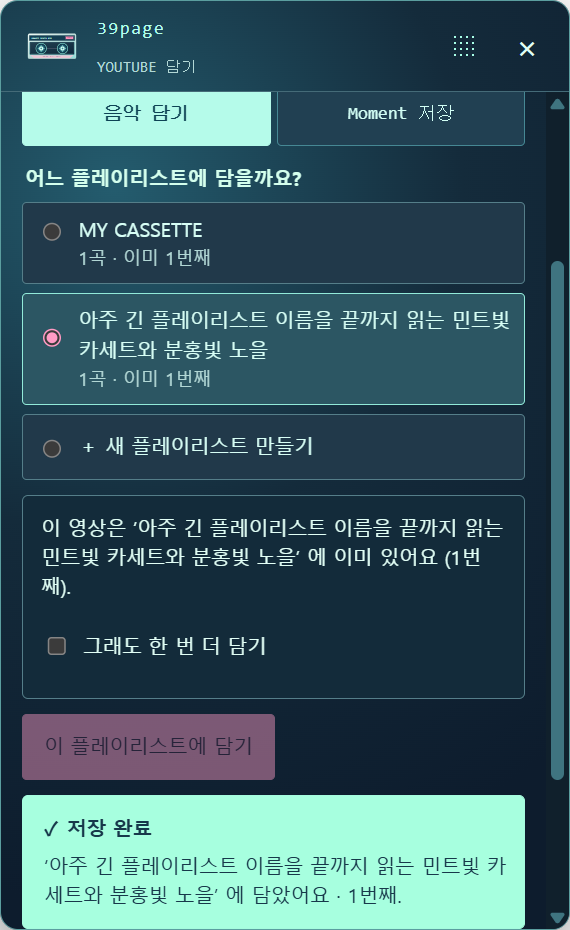 39page
YOUTUBE 담기
음악 담기
Moment 저장
어느 플레이리스트에 담을까요?
MY CASSETTE
1곡 · 이미 1번째
아주 긴 플레이리스트 이름을 끝까지 읽는 민트빛
카세트와 분홍빛 노을
1곡 · 이미 1번째
+ 새 플레이리스트 만들기
이 영상은 ‘아주 긴 플레이리스트 이름을 끝까지 읽는
민트빛 카세트와 분홍빛 노을’ 에 이미 있어요 (1번
째).
그래도 한 번 더 담기
이 플레이리스트에 담기
✓ 저장 완료
‘아주 긴 플레이리스트 이름을 끝까지 읽는 민트빛 카
세트와 분홍빛 노을’ 에 담았어요 · 1번째.